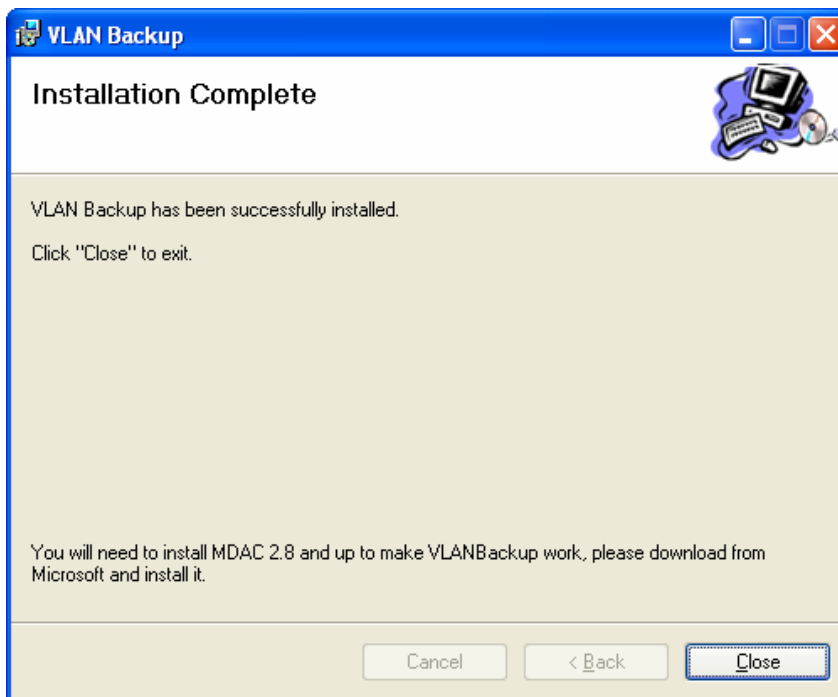 VLAN Backup
Installation Complete
VLAN Backup has been successfully installed.
Click "Close" to exit.
You will need to install MDAC 2.8 and up to make VLANBackup work, please download from
Microsoft and install it.
Cancel
< Back
Close